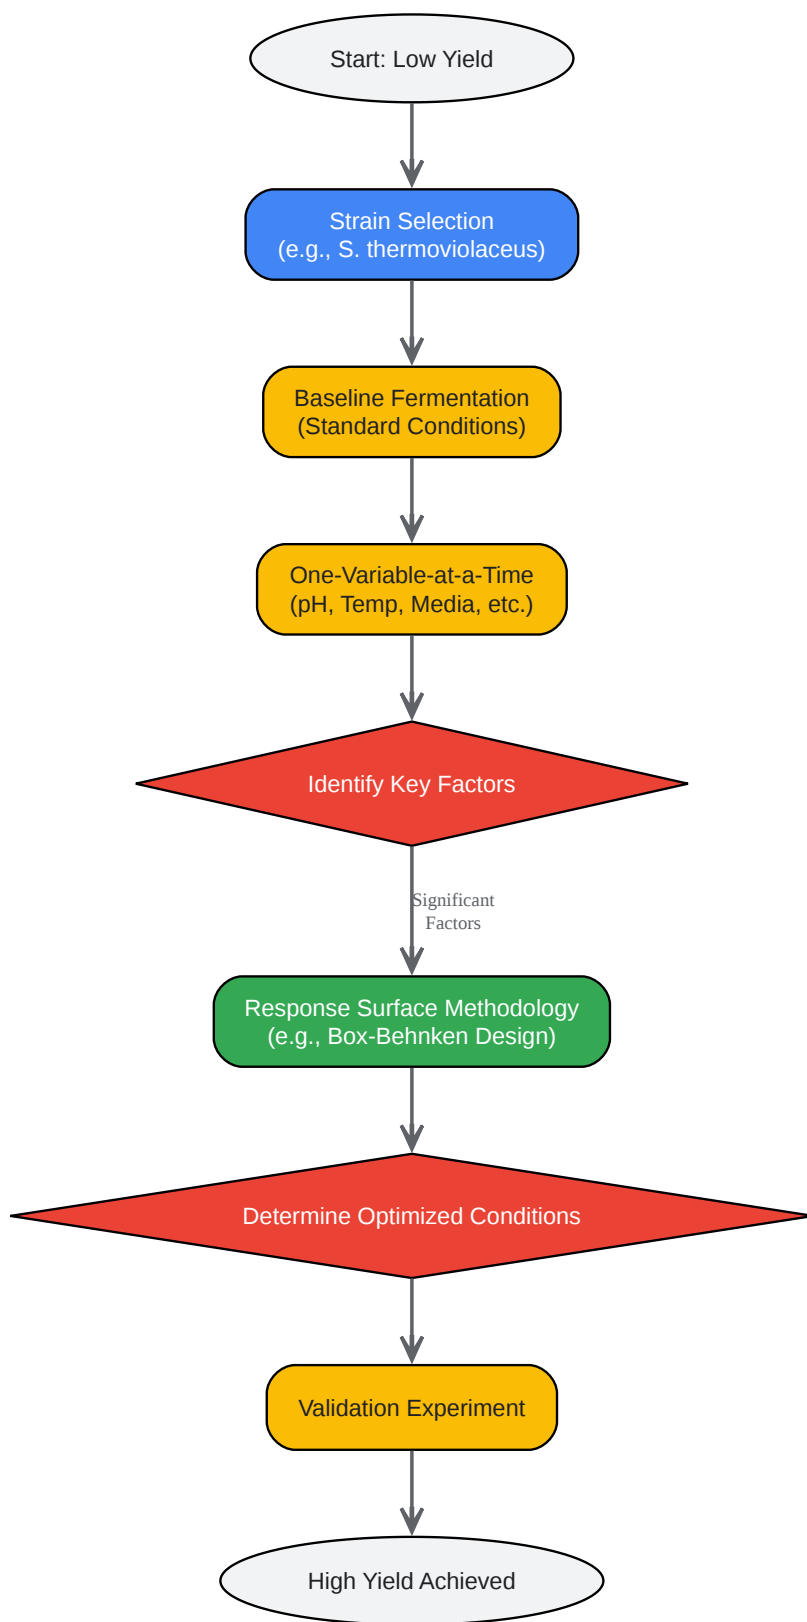 Start: Low Yield
Strain Selection
(e.g., S. thermoviolaceus)
Baseline Fermentation
(Standard Conditions)
One-Variable-at-a-Time
(pH, Temp, Media, etc.)
Identify Key Factors
Significant
Factors
Response Surface Methodology
(e.g., Box-Behnken Design)
Determine Optimized Conditions
Validation Experiment
High Yield Achieved